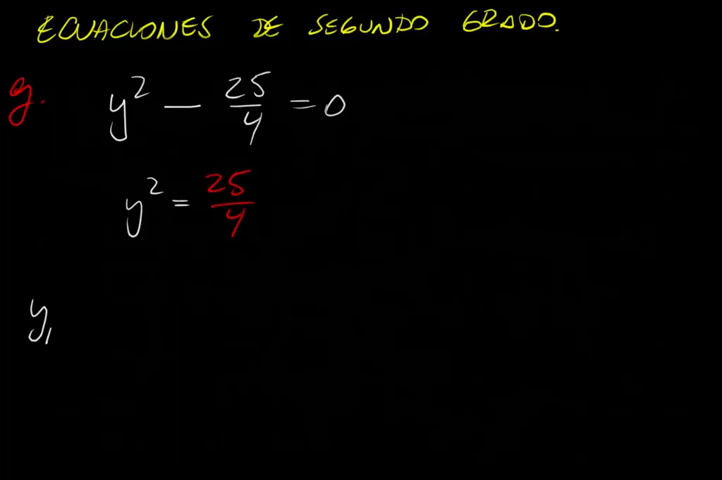 ECUACIONES DE SEGUNDO GRADO.
g. y² - 25/4 = 0
y² = 25/4
y₁